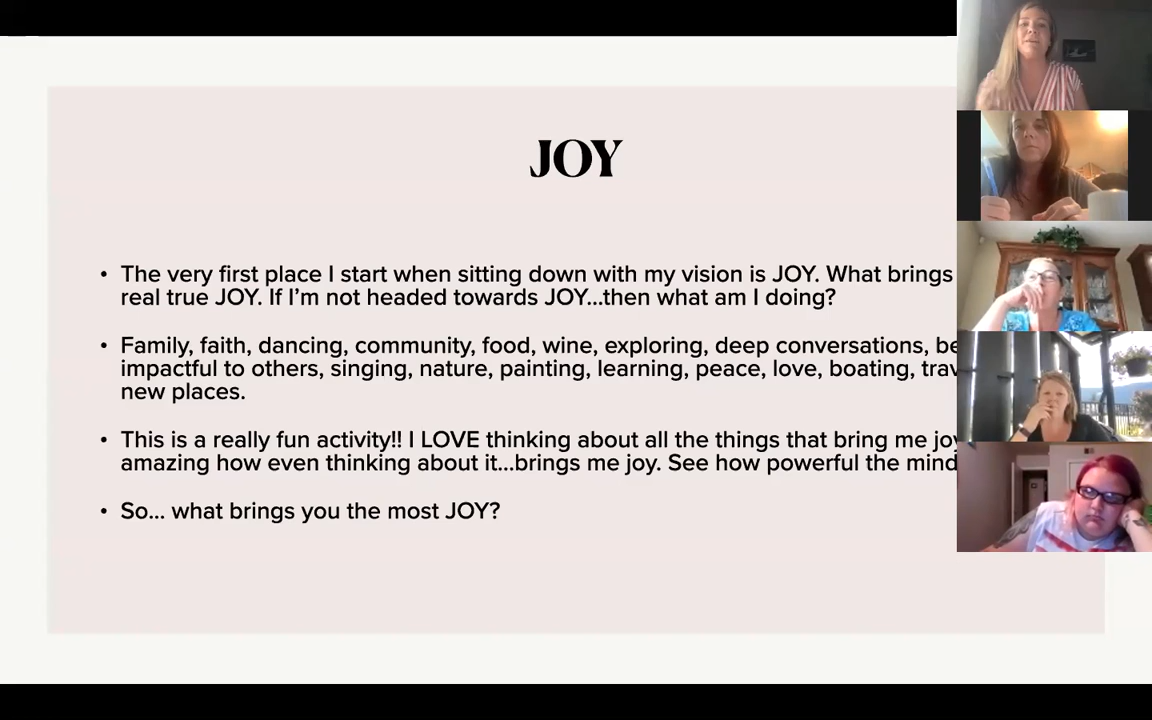 JOY
• The very first place I start when sitting down with my vision is JOY. What brings
real true JOY. If I’m not headed towards JOY...then what am I doing?
• Family, faith, dancing, community, food, wine, exploring, deep conversations,
impactful to others, singing, nature, painting, learning, peace, love, boating,
new places.
• This is a really fun activity!! I LOVE thinking about all the things that bring me
amazing how even thinking about it...brings me joy. See how powerful the mind
• So... what brings you the most JOY?